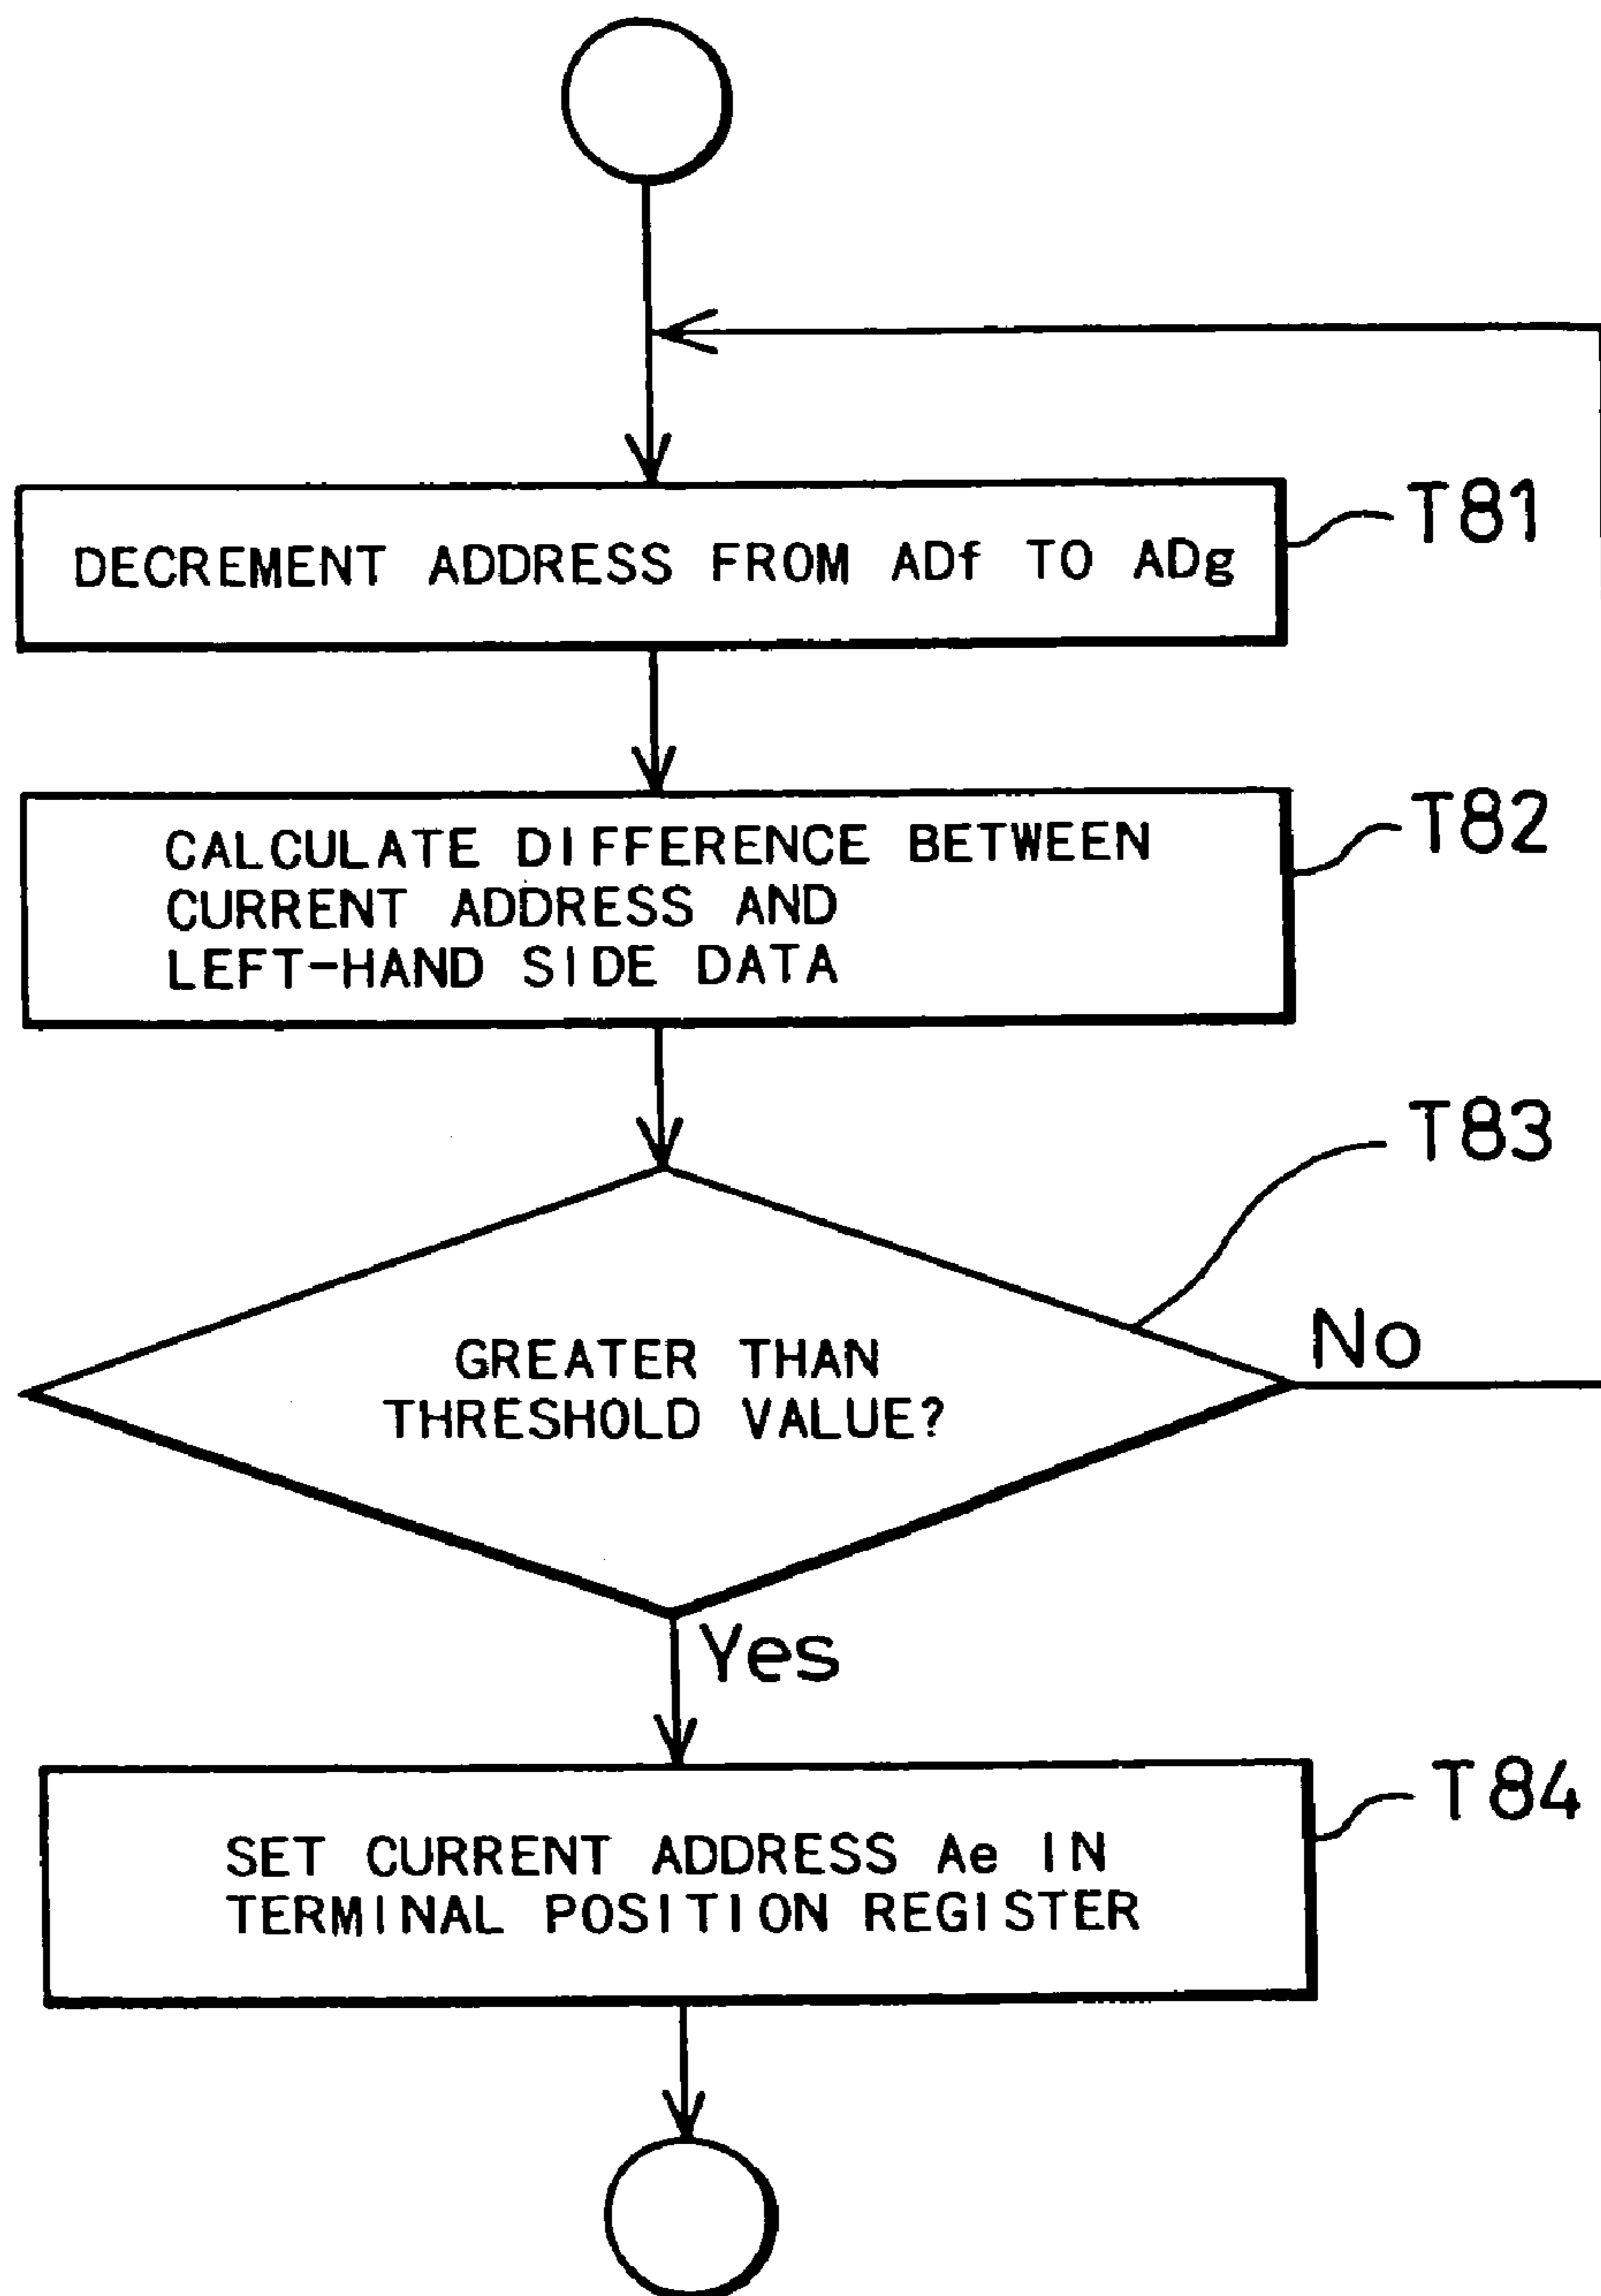 DECREMENT ADDRESS FROM ADf TO ADg
T81
CALCULATE DIFFERENCE BETWEEN
CURRENT ADDRESS AND
LEFT-HAND SIDE DATA
T82
T83
GREATER THAN
THRESHOLD VALUE?
No
Yes
SET CURRENT ADDRESS Ae IN
TERMINAL POSITION REGISTER
T84